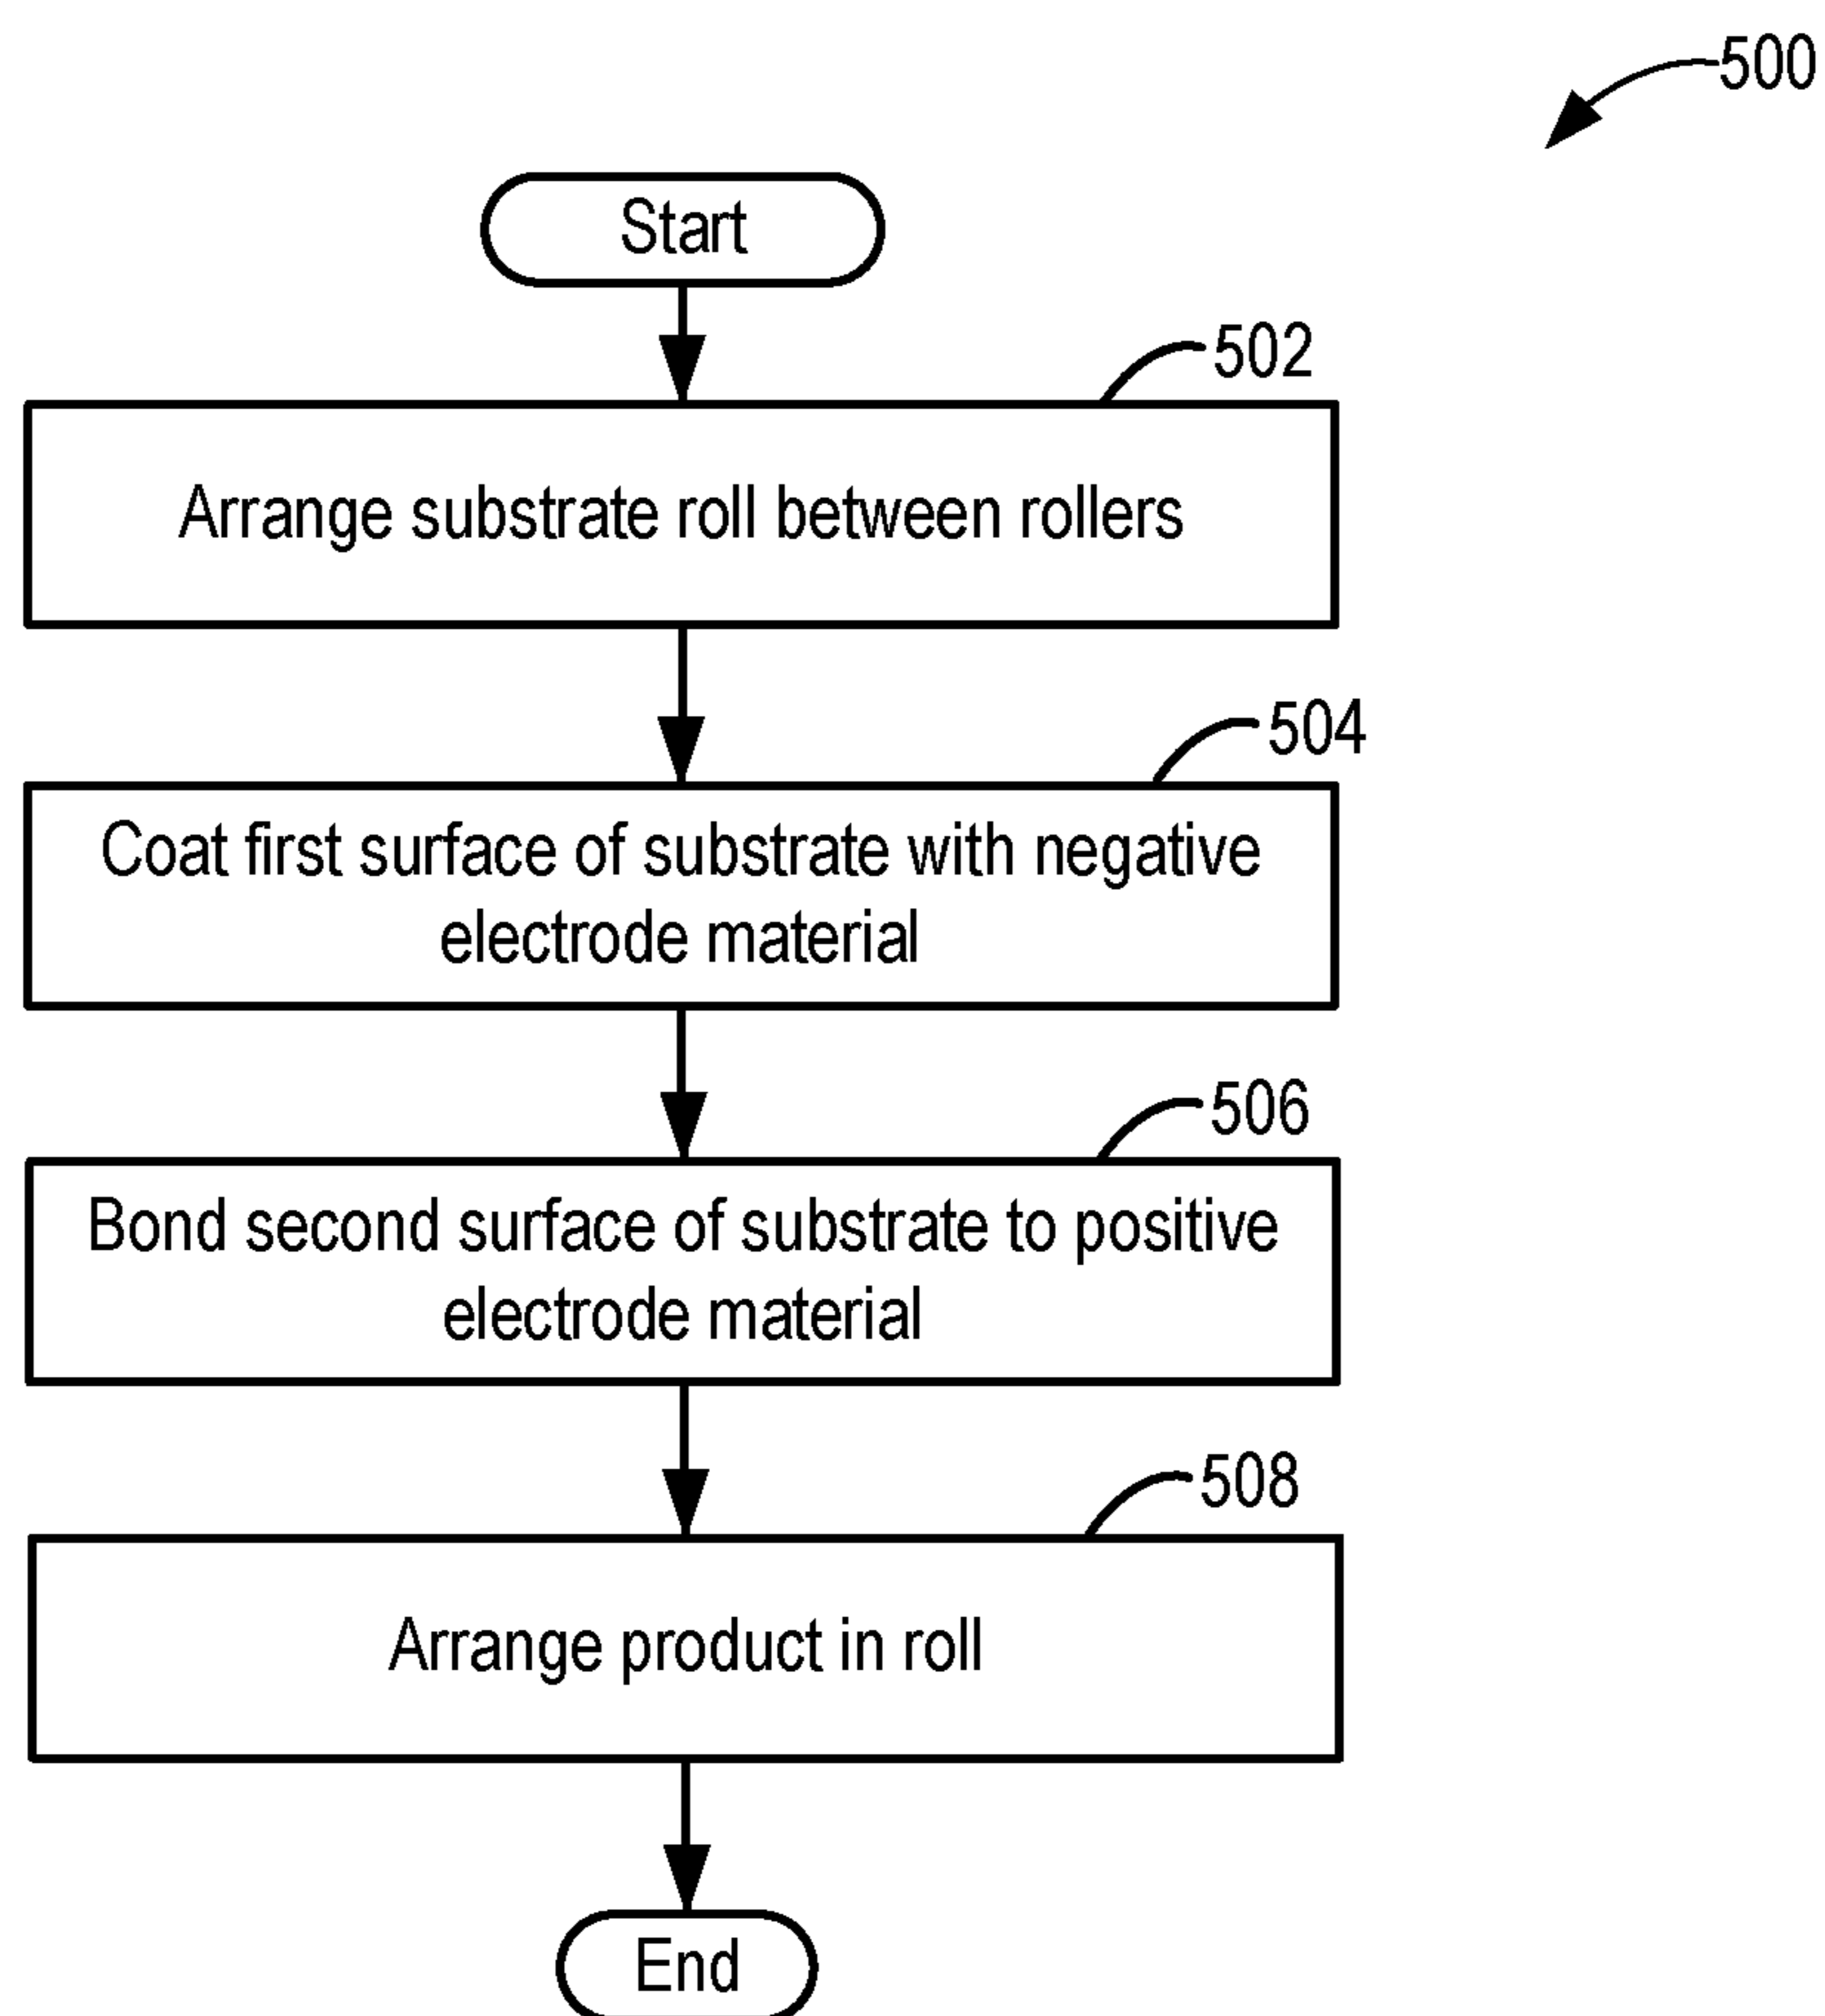 500
Start
502
Arrange substrate roll between rollers
504
Coat first surface of substrate with negative
electrode material
506
Bond second surface of substrate to positive
electrode material
508
Arrange product in roll
End